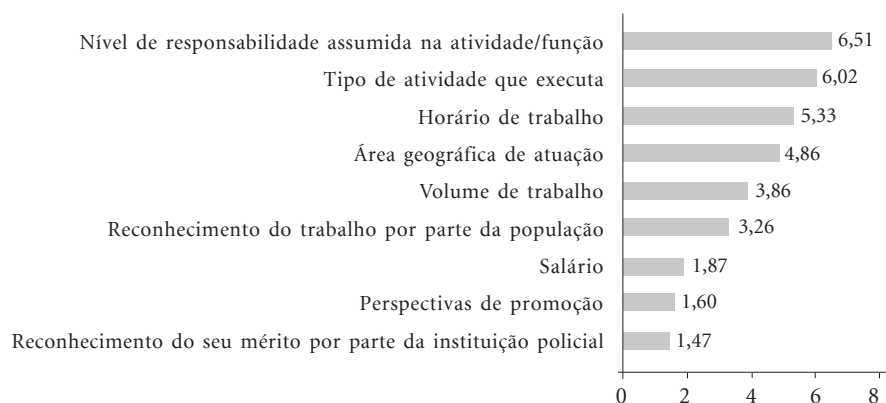 Nível de responsabilidade assumida na atividade/função 6,51
Tipo de atividade que executa 6,02
Horário de trabalho 5,33
Área geográfica de atuação 4,86
Volume de trabalho 3,86
Reconhecimento do trabalho por parte da população 3,26
Salário 1,87
Perspectivas de promoção 1,60
Reconhecimento do seu mérito por parte da instituição policial 1,47
0 2 4 6 8